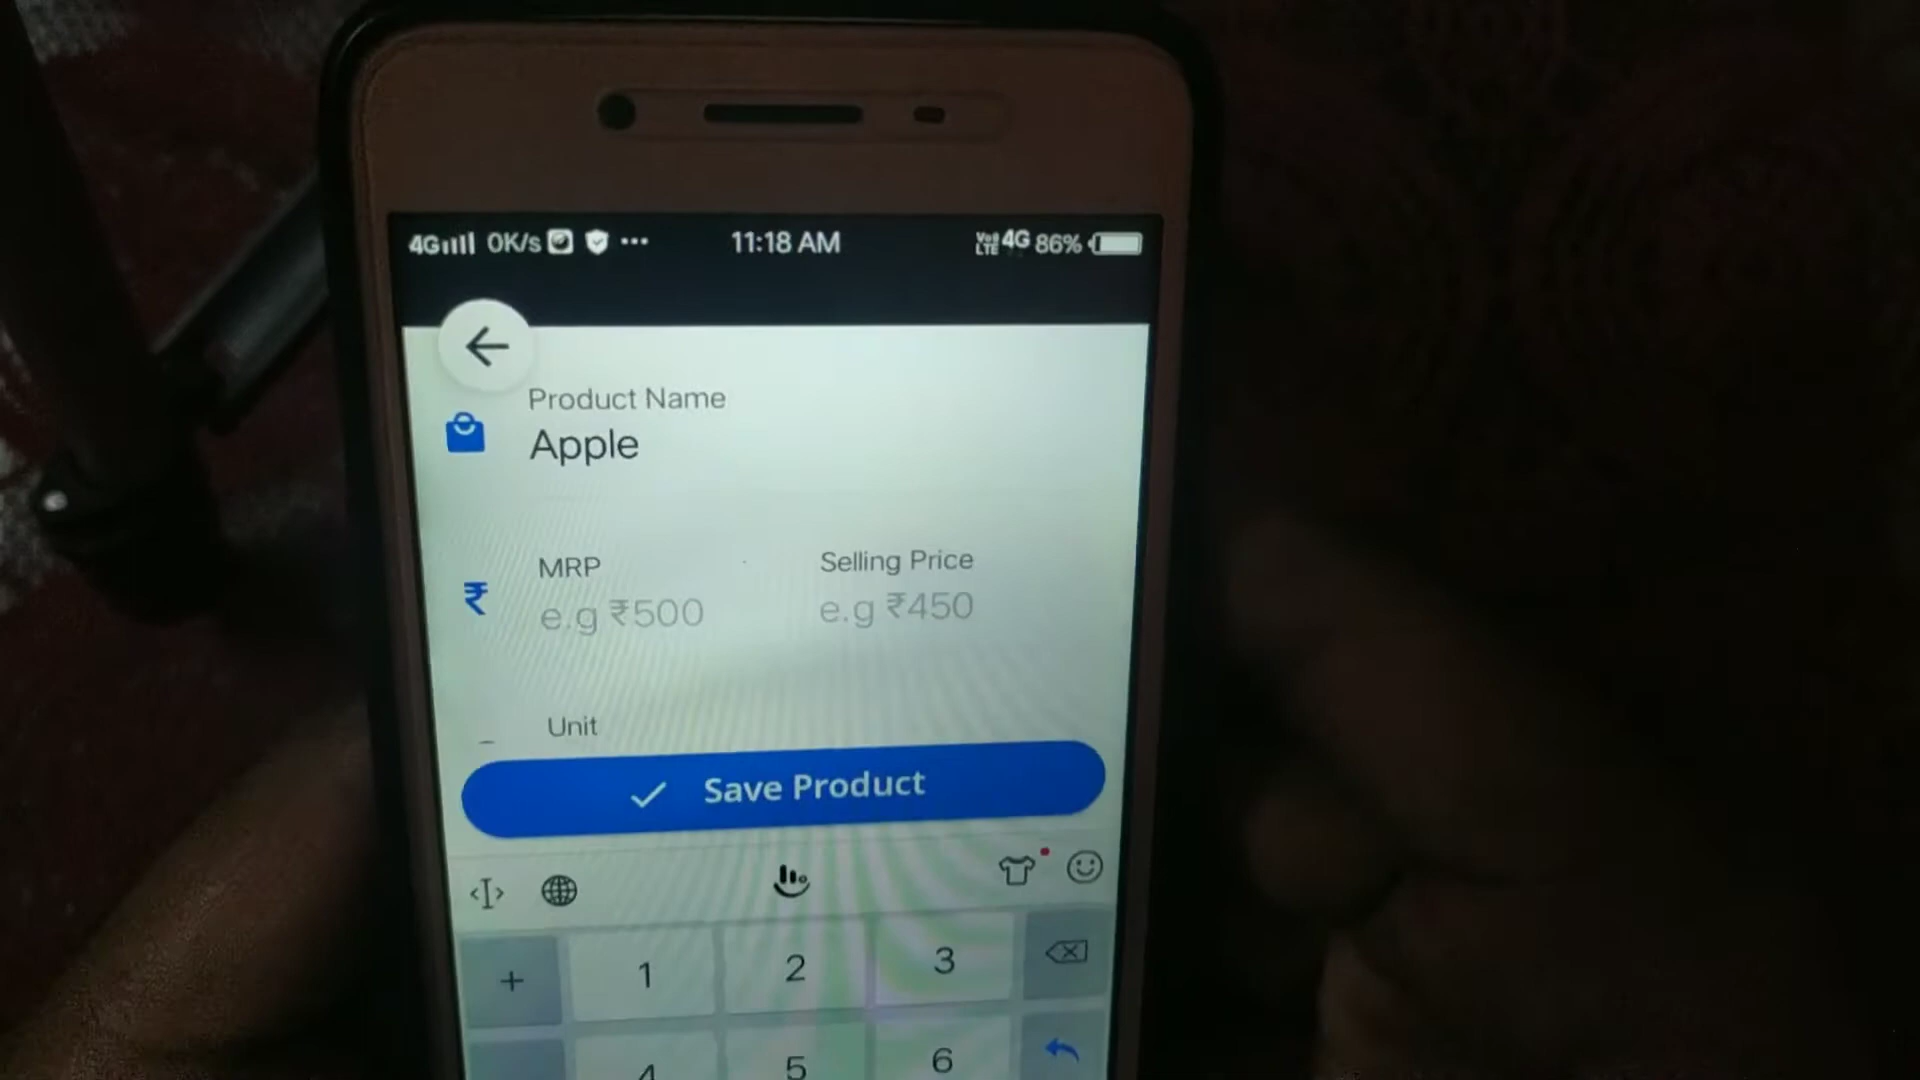 4G 0K/s ••• 11:18 AM VoLTE 4G 86%
Product Name
Apple
MRP Selling Price
e.g ₹500 e.g ₹450
Unit
Save Product
+ 1 2 3
4 5 6